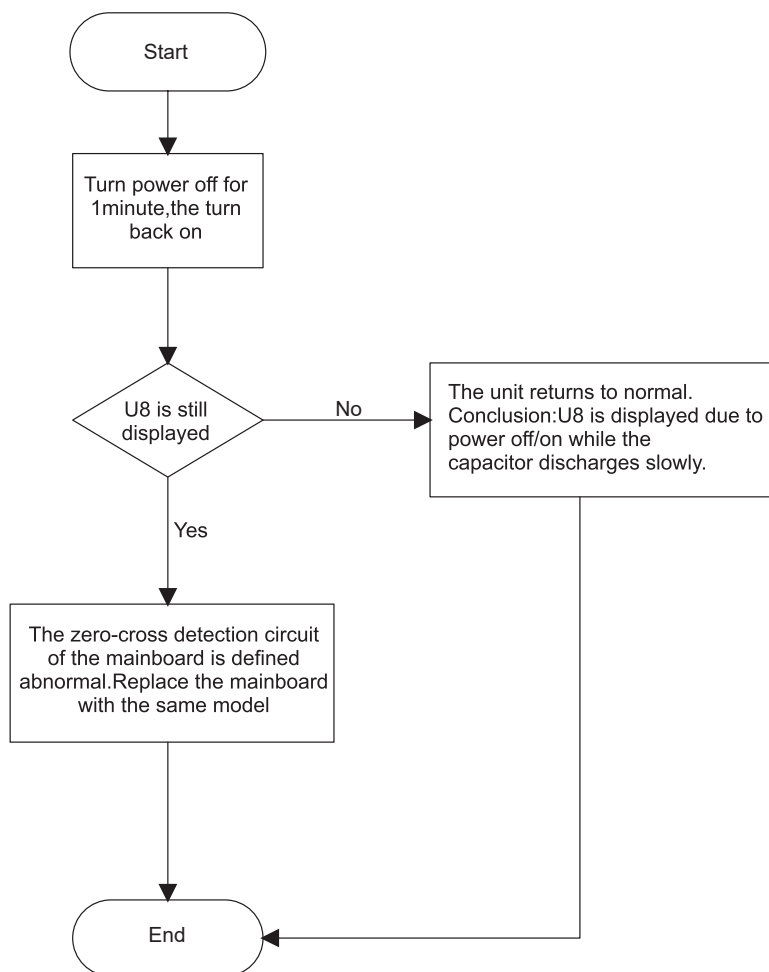 Start
Turn power off for
1minute,the turn
back on
U8 is still
displayed
No
The unit returns to normal.
Conclusion:U8 is displayed due to
power off/on while the
capacitor discharges slowly.
Yes
The zero-cross detection circuit
of the mainboard is defined
abnormal.Replace the mainboard
with the same model
End